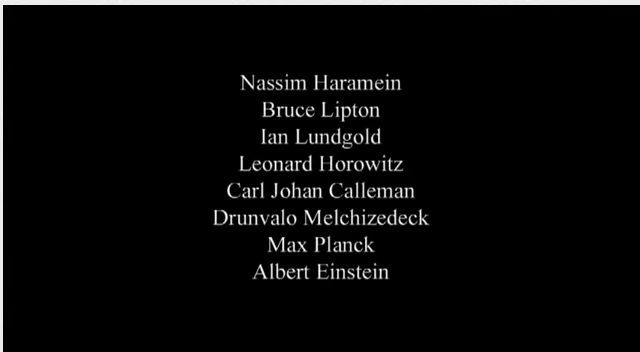 Nassim Haramein
Bruce Lipton
Ian Lundgold
Leonard Horowitz
Carl Johan Calleman
Drunvalo Melchizedeck
Max Planck
Albert Einstein